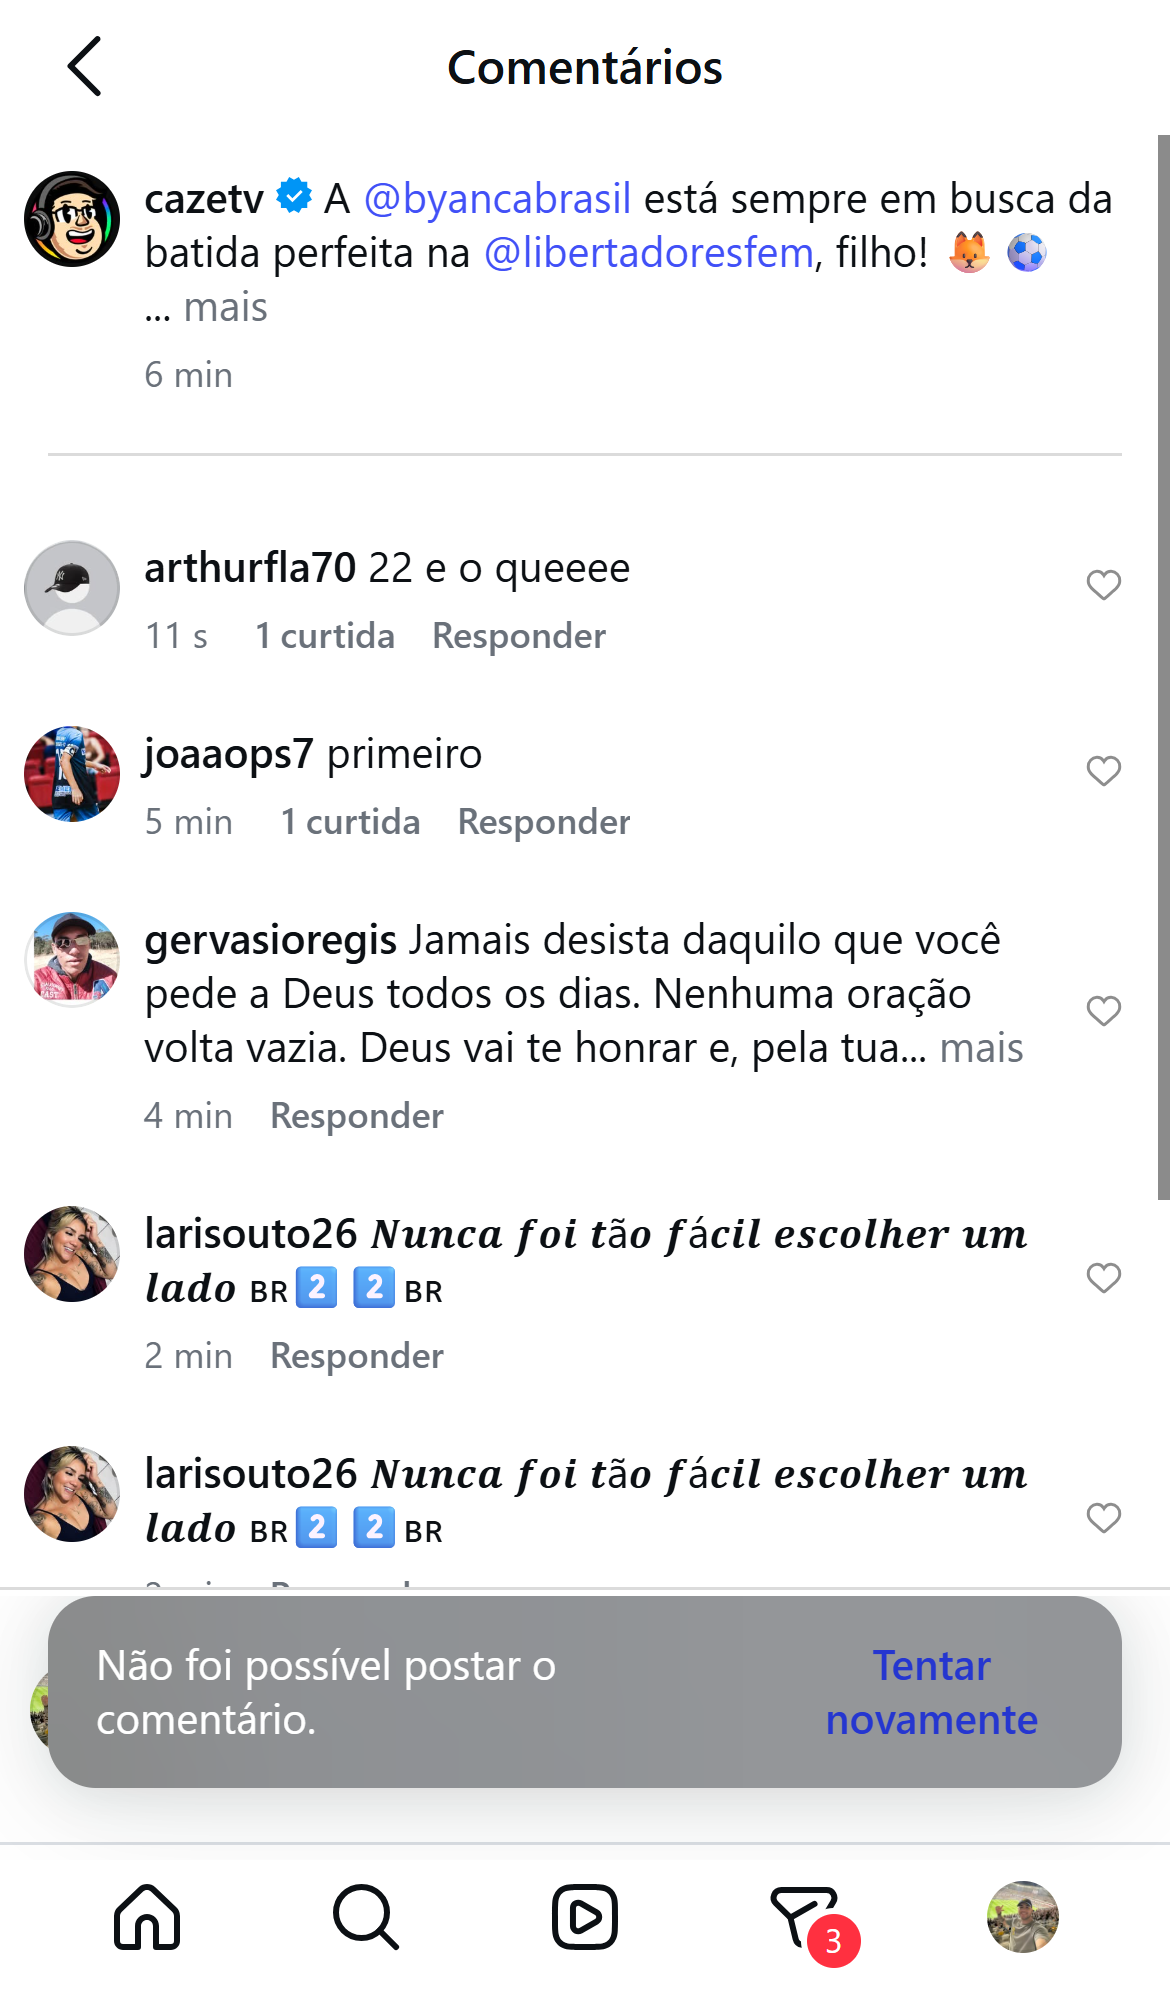 Comentários
cazetv A @byancabrasil está sempre em busca da
batida perfeita na @libertadoresfem, filho! 🦊 ⚽
... mais
6 min
arthurfla70 22 e o queeee
11 s 1 curtida Responder
joaaops7 primeiro
5 min 1 curtida Responder
gervasioregis Jamais desista daquilo que você
pede a Deus todos os dias. Nenhuma oração
volta vazia. Deus vai te honrar e, pela tua... mais
4 min Responder
larisouto26 𝑵𝒖𝒏𝒄𝒂 𝒇𝒐𝒊 𝒕ã𝒐 𝒇á𝒄𝒊𝒍 𝒆𝒔𝒄𝒐𝒍𝒉𝒆𝒓 𝒖𝒎
𝒍𝒂𝒅𝒐 🇧🇷2️⃣ 2️⃣🇧🇷
2 min Responder
larisouto26 𝑵𝒖𝒏𝒄𝒂 𝒇𝒐𝒊 𝒕ã𝒐 𝒇á𝒄𝒊𝒍 𝒆𝒔𝒄𝒐𝒍𝒉𝒆𝒓 𝒖𝒎
𝒍𝒂𝒅𝒐 🇧🇷2️⃣ 2️⃣🇧🇷
Não foi possível postar o
comentário.
Tentar
novamente
3